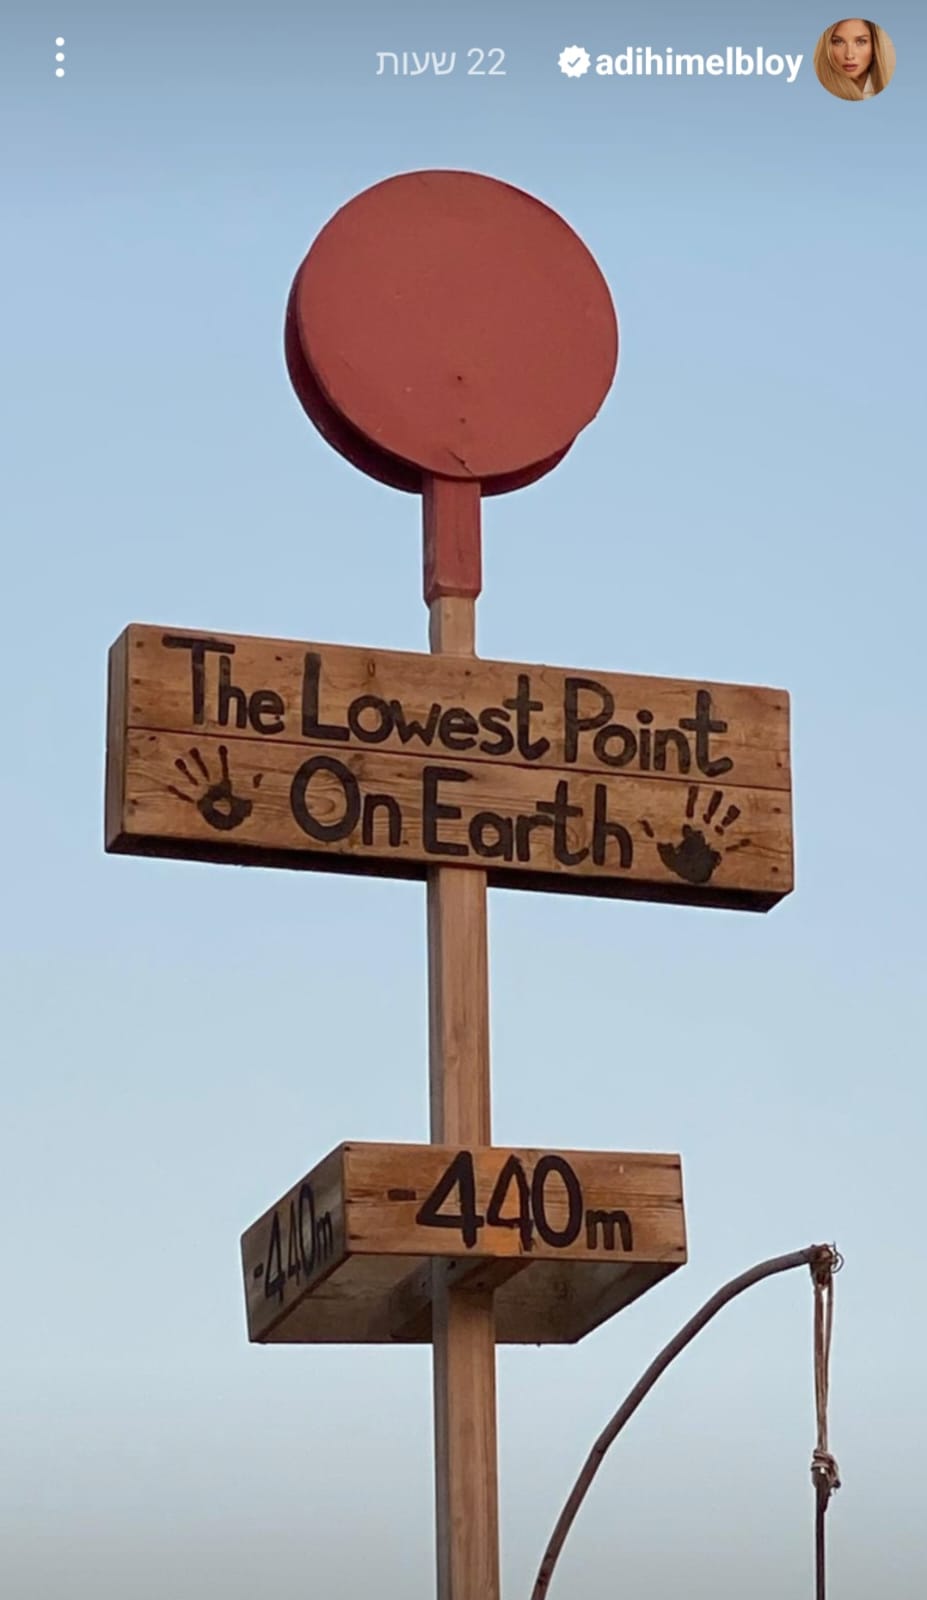 adihimelbloy 22 שעות
The Lowest Point
On Earth
-440m
-440m